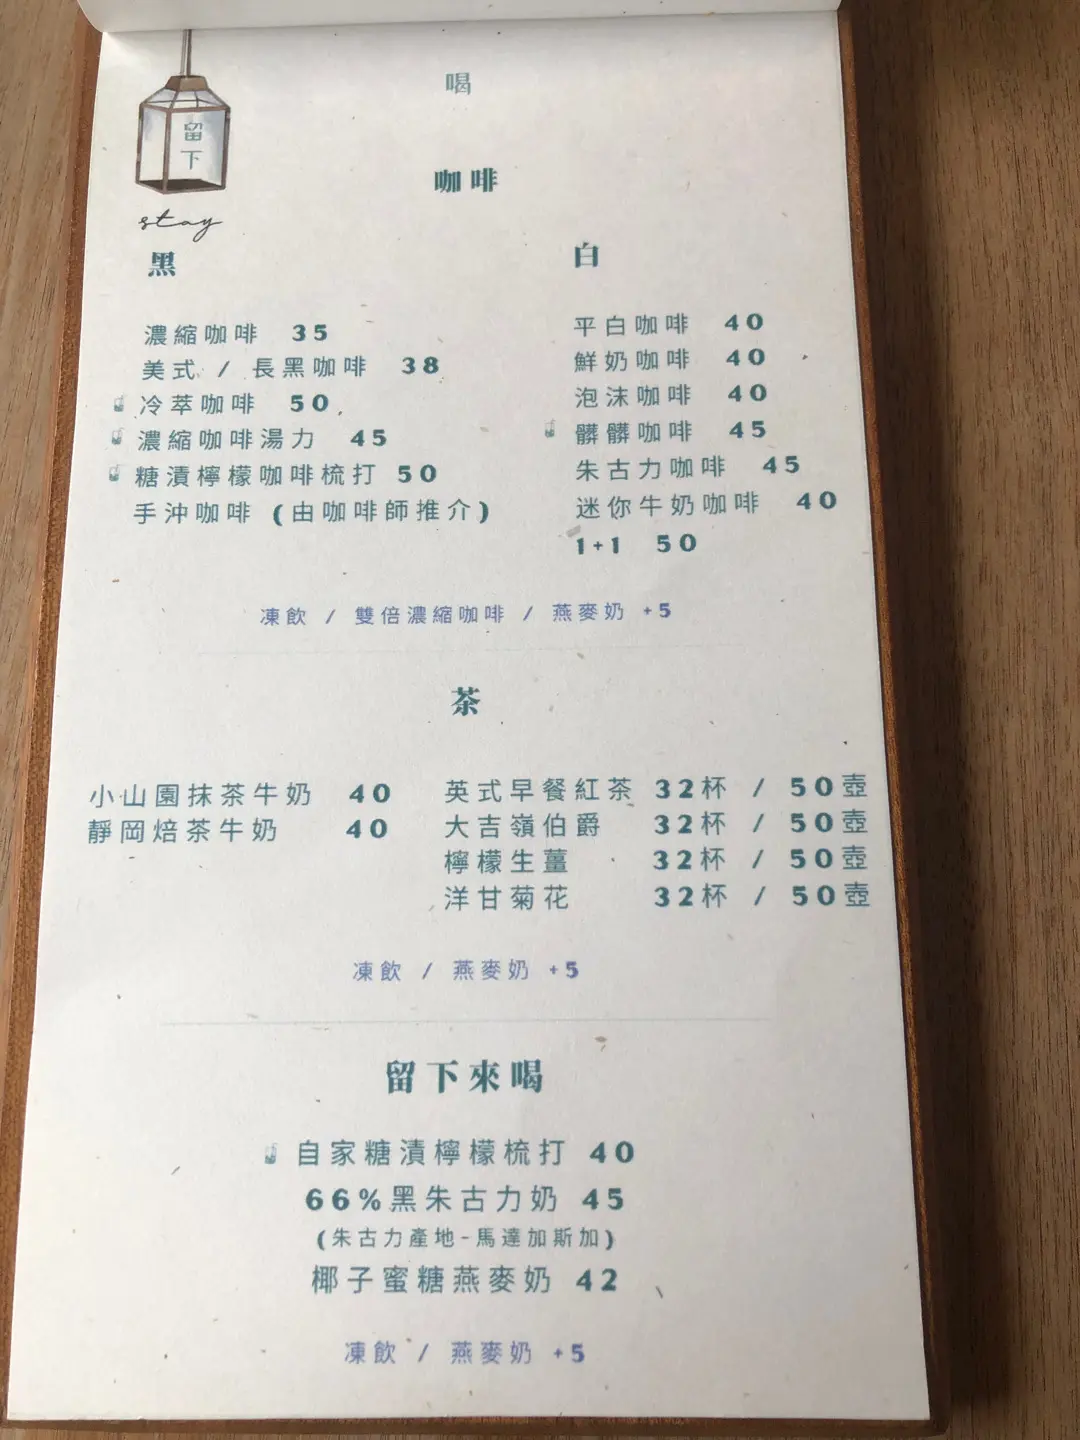 喝
留
下
stay
咖啡
黑
濃縮咖啡 35
美式 / 長黑咖啡 38
冷萃咖啡 50
濃縮咖啡湯力 45
糖漬檸檬咖啡梳打 50
手沖咖啡 (由咖啡師推介)
白
平白咖啡 40
鮮奶咖啡 40
泡沫咖啡 40
髒髒咖啡 45
朱古力咖啡 45
迷你牛奶咖啡 40
1+1 50
凍飲 / 雙倍濃縮咖啡 / 燕麥奶 +5
茶
小山園抹茶牛奶 40
靜岡焙茶牛奶 40
英式早餐紅茶 32杯 / 50壺
大吉嶺伯爵 32杯 / 50壺
檸檬生薑 32杯 / 50壺
洋甘菊花 32杯 / 50壺
凍飲 / 燕麥奶 +5
留下來喝
自家糖漬檸檬梳打 40
66%黑朱古力奶 45
(朱古力產地-馬達加斯加)
椰子蜜糖燕麥奶 42
凍飲 / 燕麥奶 +5